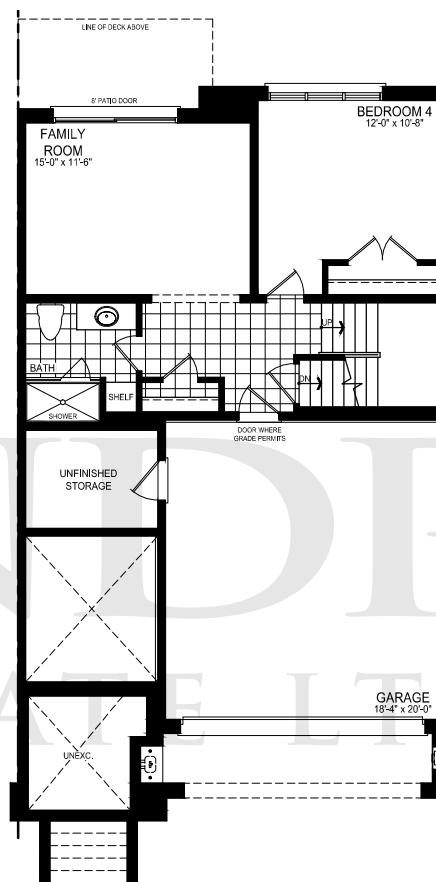 LINE OF DECK ABOVE
8' PATIO DOOR
FAMILY
ROOM
15'-0" x 11'-6"
BEDROOM 4
12'-0" x 10'-8"
UP
BATH
DN
SHELF
SHOWER
DOOR WHERE
GRADE PERMITS
UNFINISHED
STORAGE
GARAGE
18'-4" x 20'-0"
UNEXC.